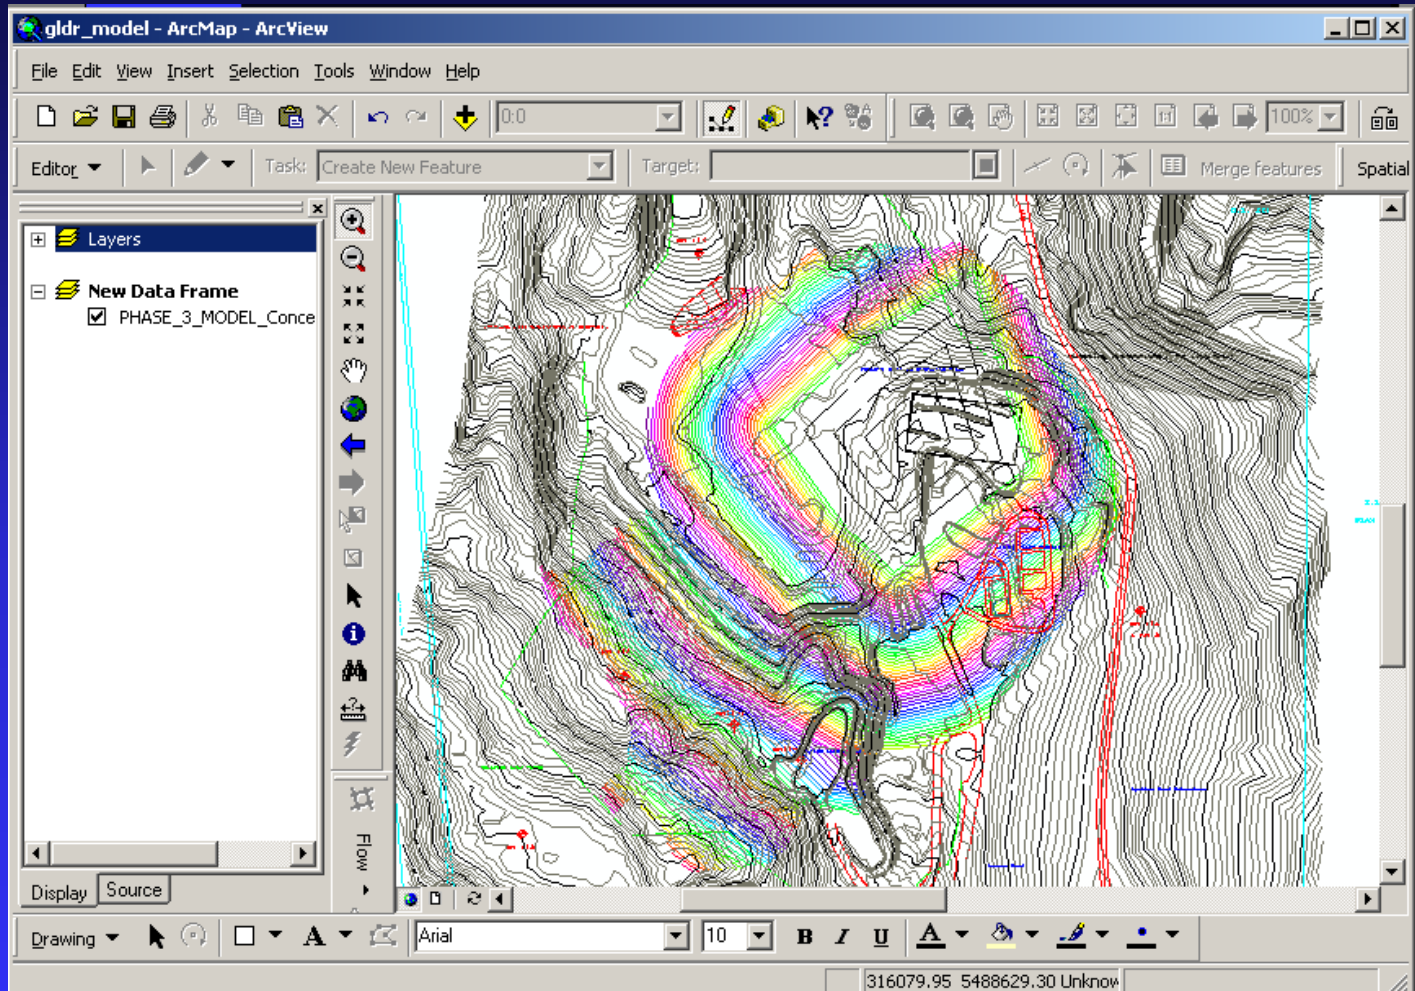 gldr_model - ArcMap - ArcView
File Edit View Insert Selection Tools Window Help
0:0 1:1 100%
Editor Task: Create New Feature Target: Merge features Spatial
Layers
New Data Frame
PHASE_3_MODEL_Conce
Flow
Display Source
Drawing A Arial 10 B I U A
316079.95 5488629.30 Unknow